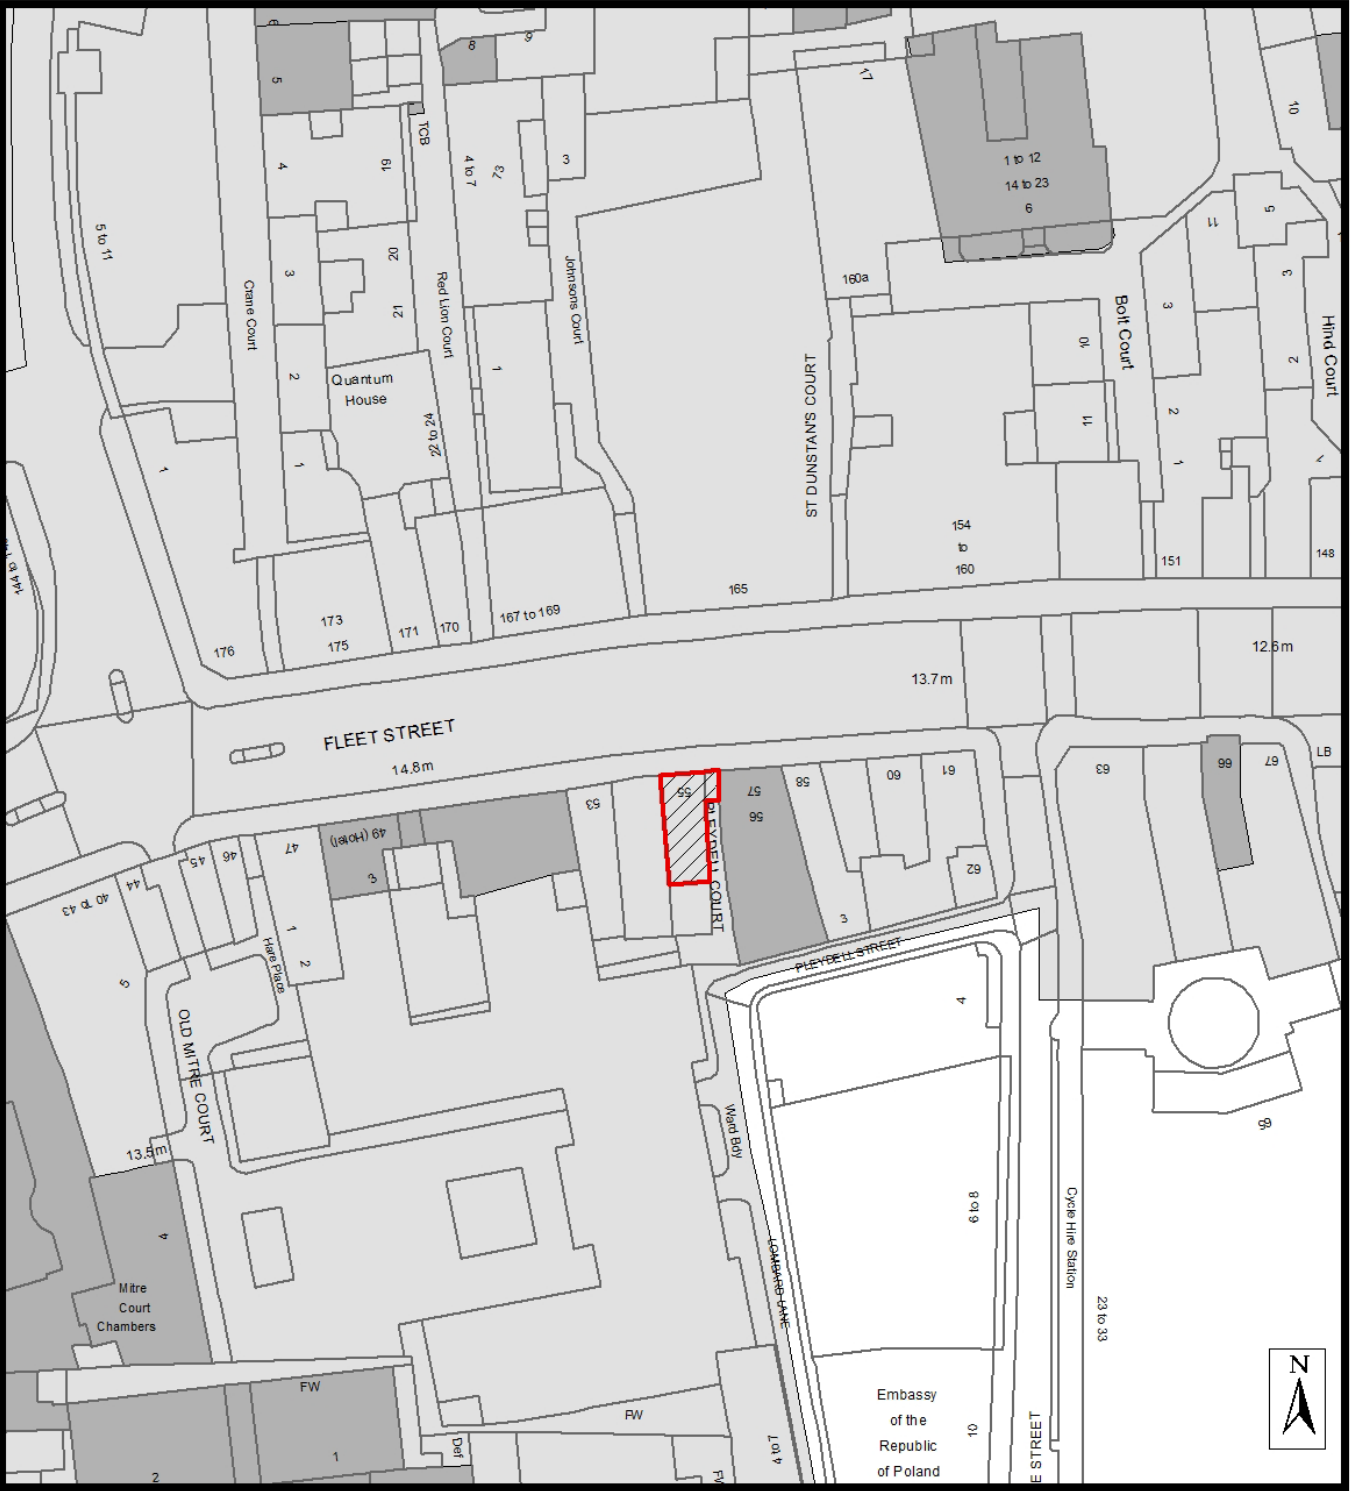 6
5
8
9
17
10
TCB
4
19
4 to 7
73
3
1 to 12
14 to 23
6
11
5
5 to 11
3
20
Crane Court
Red Lion Court
21
Johnsons Court
160a
Bolt Court
3
3
Hind Court
2
Quantum
House
1
ST DUNSTAN'S COURT
10
2
22 to 24
11
2
1
1
1
154
to
160
151
148
165
173
175
176
171
170
167 to 169
12.6m
13.7m
FLEET STREET
14.8m
LB
53
55
57
56
58
60
61
63
66
67
PLEYDELL COURT
49 (Hotel)
47
46
45
44
40 to 43
3
62
3
1
2
Hare Place
PLEYDELL STREET
5
4
OLD MITRE COURT
Ward Bdy
65
13.5m
6 to 8
Cycle Hire Station
4
LOMBARD LANE
23 to 33
Mitre
Court
Chambers
N
FW
FW
Embassy
of the
Republic
of Poland
10
E STREET
1
2
Def
FW
4 to 7